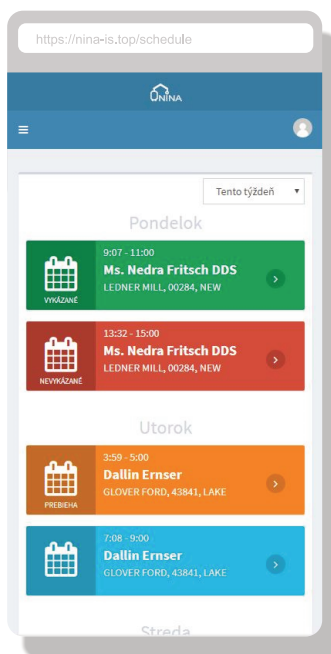 https://nina-is.top/schedule
NINA
Tento týždeň
Pondelok
9:07 - 11:00
Ms. Nedra Fritsch DDS
LEDNER MILL, 00284, NEW
VYKÁZANÉ
13:32 - 15:00
Ms. Nedra Fritsch DDS
LEDNER MILL, 00284, NEW
NEVYKÁZANÉ
Utorok
3:59 - 5:00
Dallin Ernser
GLOVER FORD, 43841, LAKE
PREBIEHA
7:08 - 9:00
Dallin Ernser
GLOVER FORD, 43841, LAKE
Streda